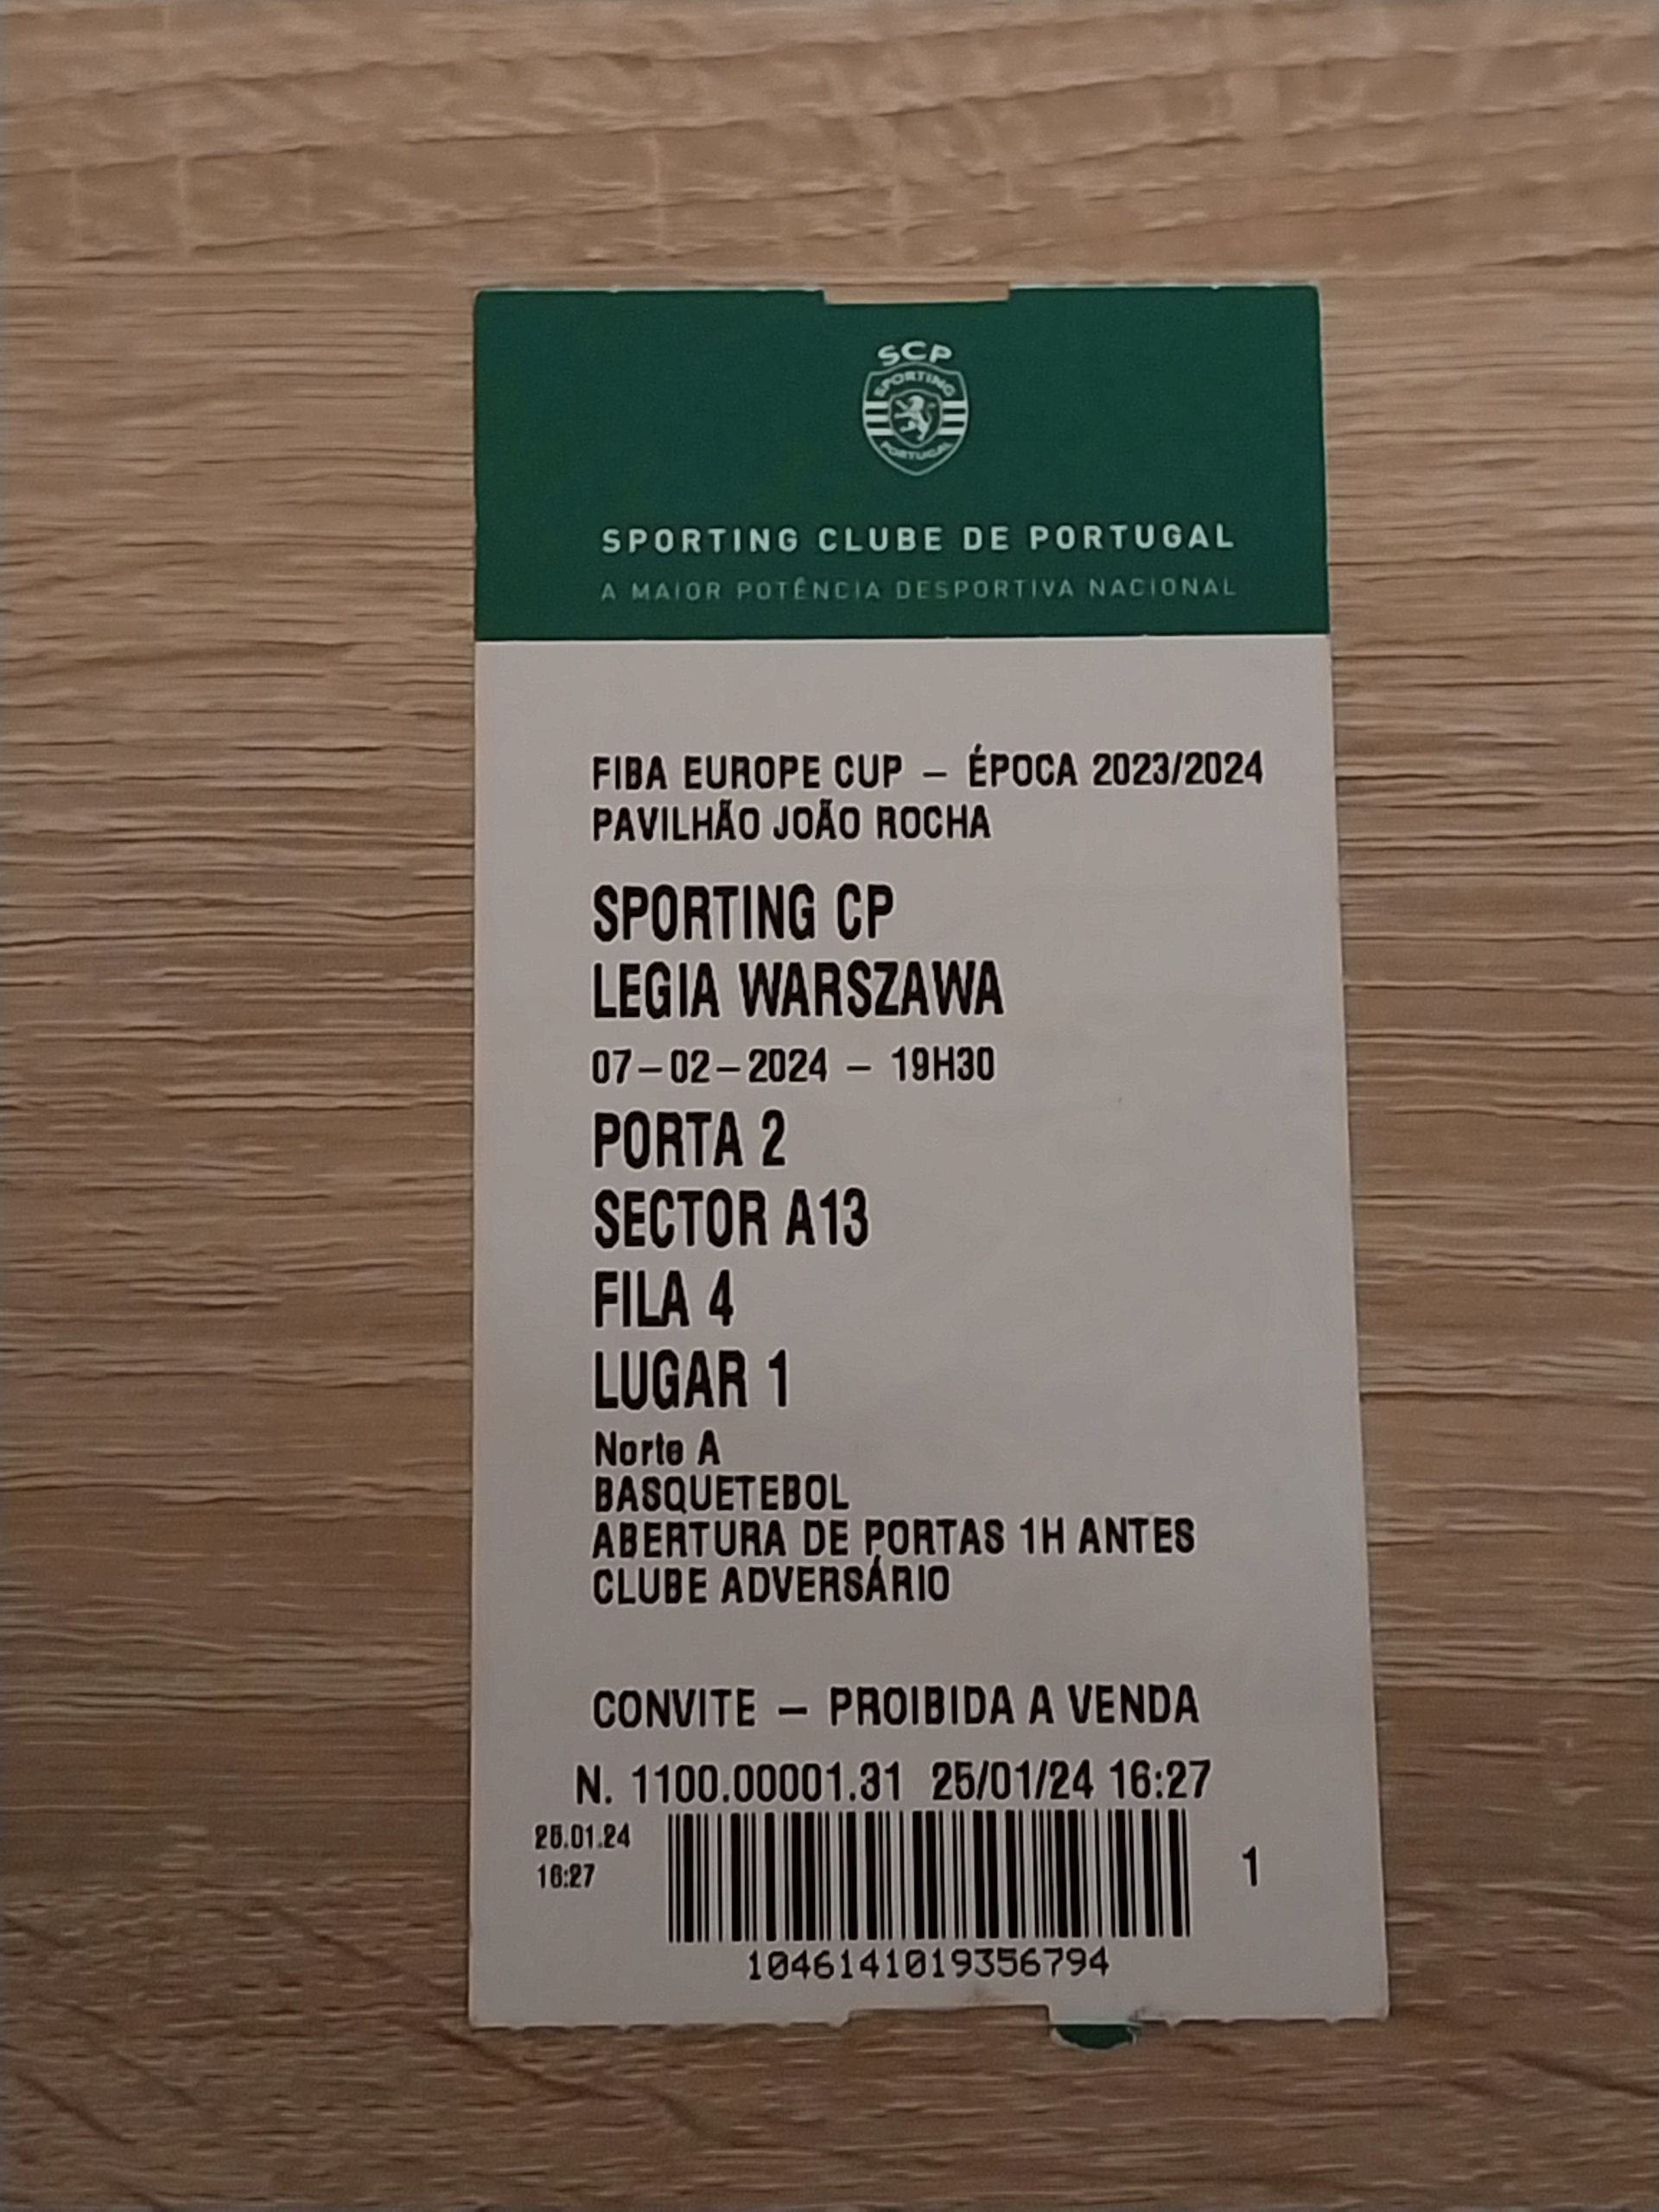 SCP
SPORTING
PORTUGAL
SPORTING CLUBE DE PORTUGAL
A MAIOR POTÊNCIA DESPORTIVA NACIONAL
FIBA EUROPE CUP – ÉPOCA 2023/2024
PAVILHÃO JOÃO ROCHA
SPORTING CP
LEGIA WARSZAWA
07-02-2024 – 19H30
PORTA 2
SECTOR A13
FILA 4
LUGAR 1
Norte A
BASQUETEBOL
ABERTURA DE PORTAS 1H ANTES
CLUBE ADVERSÁRIO
CONVITE – PROIBIDA A VENDA
N. 1100.00001.31 25/01/24 16:27
25.01.24
16:27
1
1046141019356794